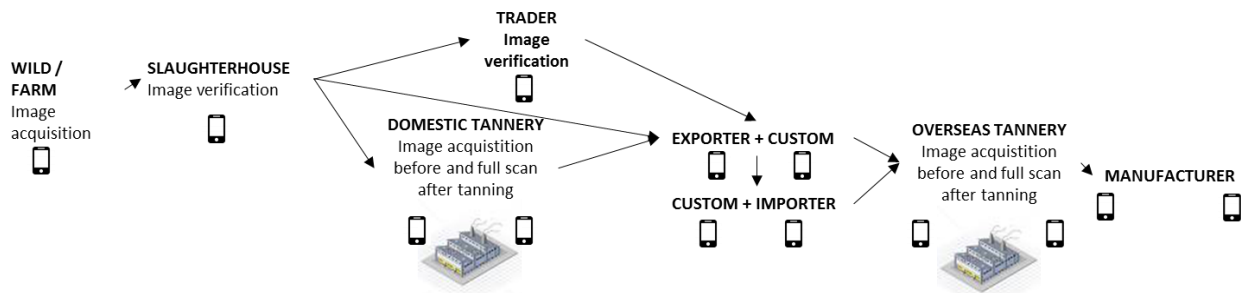 WILD /
FARM
Image
acquisition
SLAUGHTERHOUSE
Image verification
TRADER
Image
verification
DOMESTIC TANNERY
Image acquistition
before and full scan
after tanning
EXPORTER + CUSTOM
CUSTOM + IMPORTER
OVERSEAS TANNERY
Image acquistition
before and full scan
after tanning
MANUFACTURER